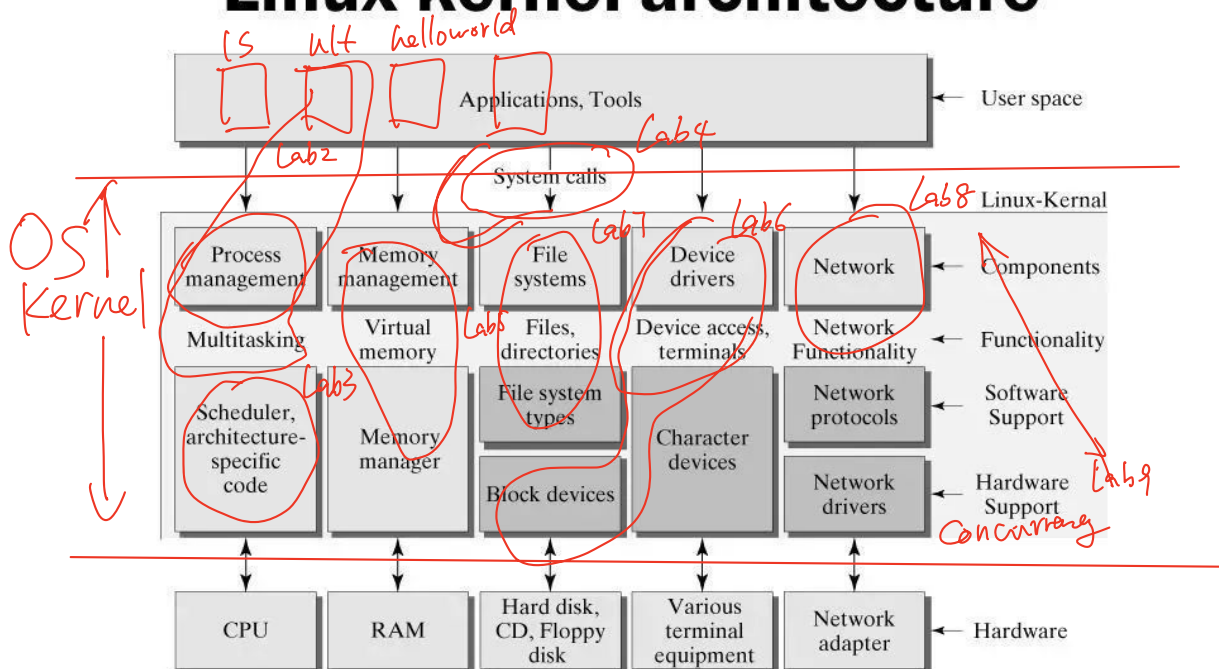 Linux kernel architecture
ls ult helloworld
Applications, Tools
User space
Lab2
Lab4
System calls
Lab8
Linux-Kernel
OS
Kernel
Lab7
Lab6
Process
management
Memory
management
File
systems
Device
drivers
Network
Components
Multitasking
Virtual
memory
Lab5
Files,
directories
Device access,
terminals
Network
Functionality
Functionality
Lab3
Scheduler,
architecture-
specific
code
Memory
manager
File system
types
Block devices
Character
devices
Network
protocols
Software
Support
Network
drivers
Hardware
Support
Lab9
CPU
RAM
Hard disk,
CD, Floppy
disk
Various
terminal
equipment
Network
adapter
Hardware